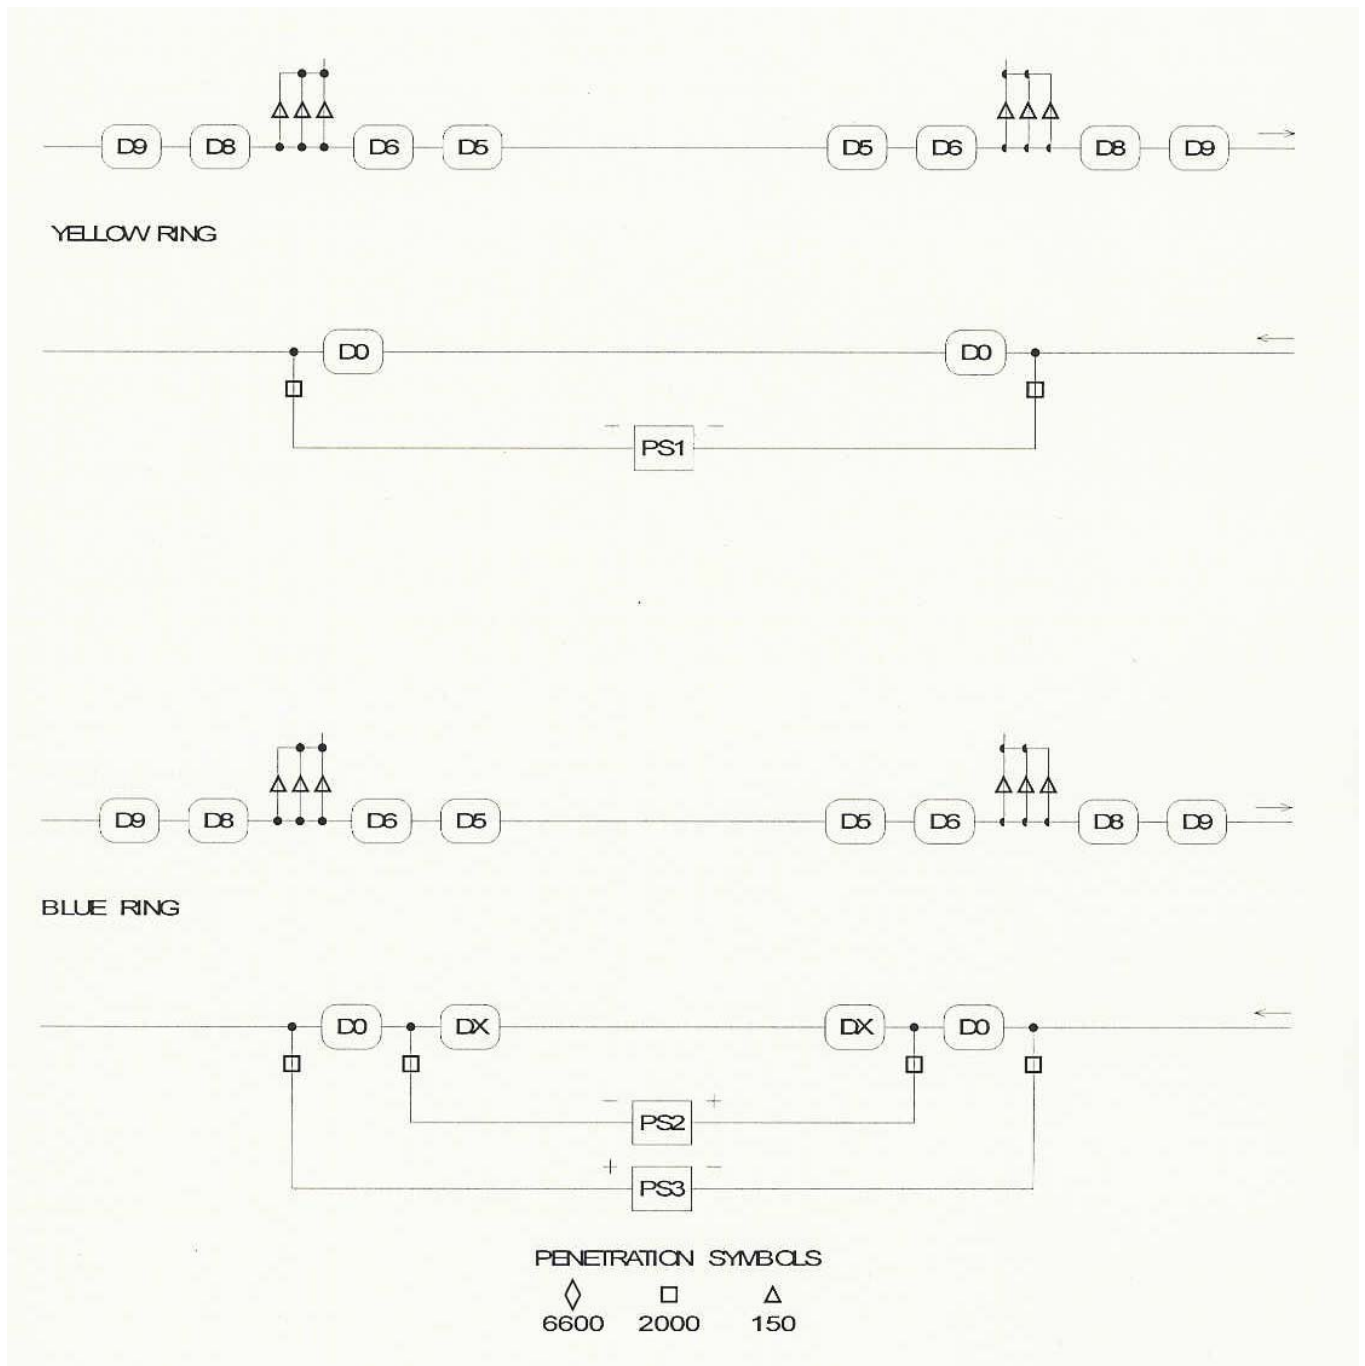 D9 D8 D6 D5 D5 D6 D8 D9
YELLOW RING
D0 D0
PS1
D9 D8 D6 D5 D5 D6 D8 D9
BLUE RING
D0 DX DX D0
- PS2 +
+ PS3 -
PENETRATION SYMBOLS
6600 2000 150